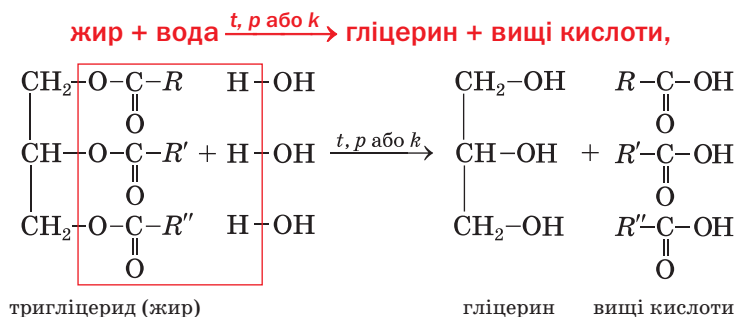 жир + вода t, p або k гліцерин + вищі кислоти,
CH₂–O–C–R H–OH CH₂–OH R–C–OH
O O
CH–O–C–R′ + H–OH t, p або k CH–OH + R′–C–OH
O O
CH₂–O–C–R″ H–OH CH₂–OH R″–C–OH
O O
тригліцерид (жир) гліцерин вищі кислоти